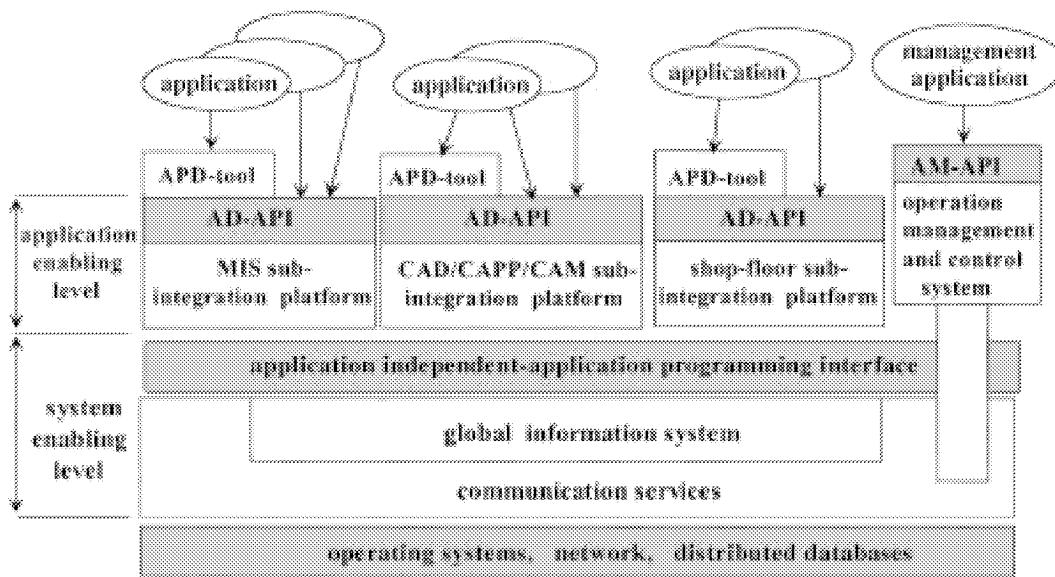 application
application
application
management
application
APD-tool
APD-tool
APD-tool
AM-API
AD-API
AD-API
AD-API
application
enabling
level
MIS sub-
integration platform
CAD/CAPP/CAM sub-
integration platform
shop-floor sub-
integration platform
operation
management
and control
system
application independent-application programming interface
system
enabling
level
global information system
communication services
operating systems, network, distributed databases